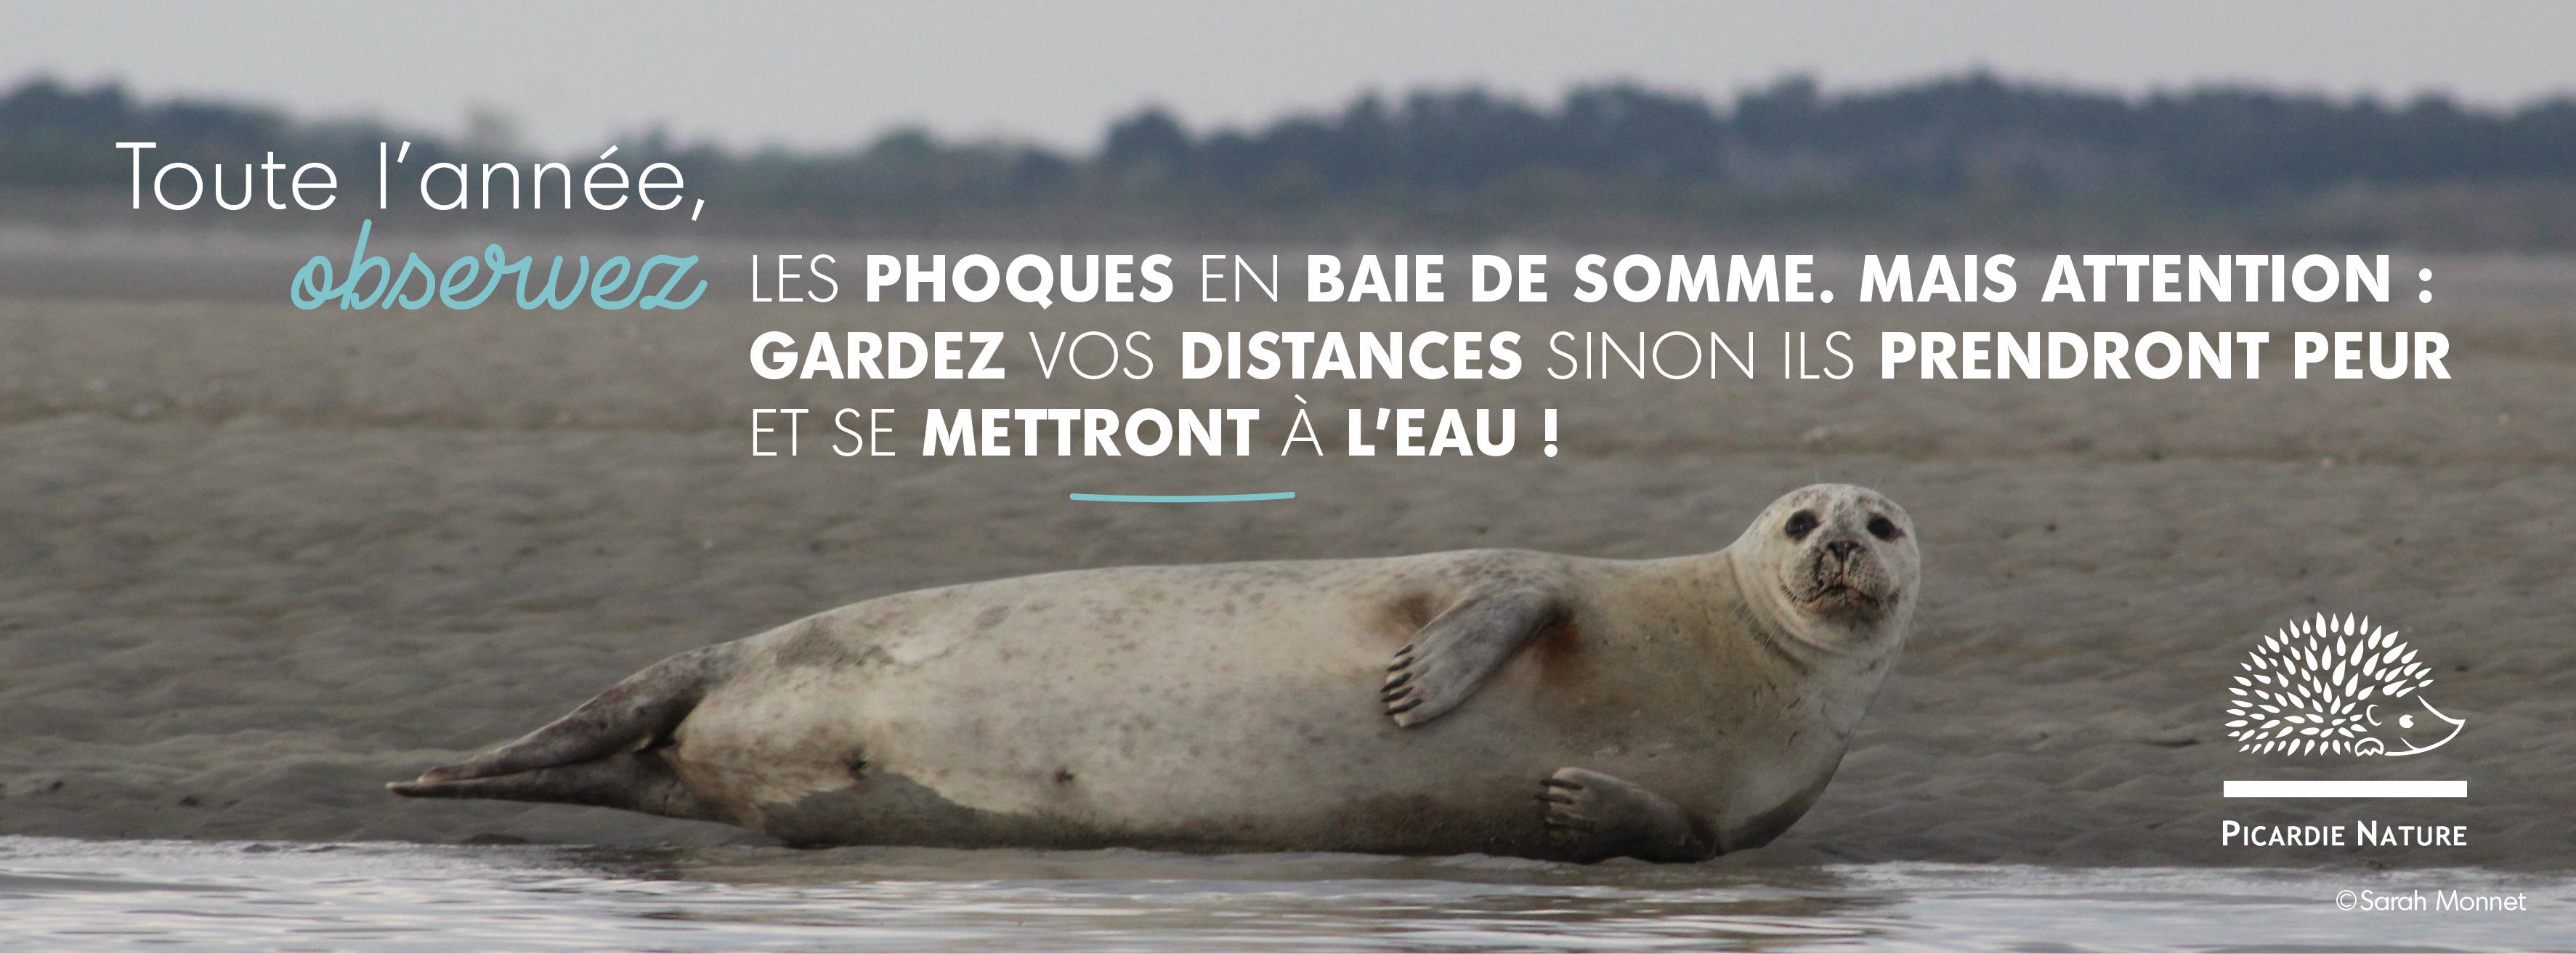 Toute l'année,
observez
LES PHOQUES EN BAIE DE SOMME. MAIS ATTENTION :
GARDEZ VOS DISTANCES SINON ILS PRENDRONT PEUR
ET SE METTRONT À L'EAU !
PICARDIE NATURE
©Sarah Monnet